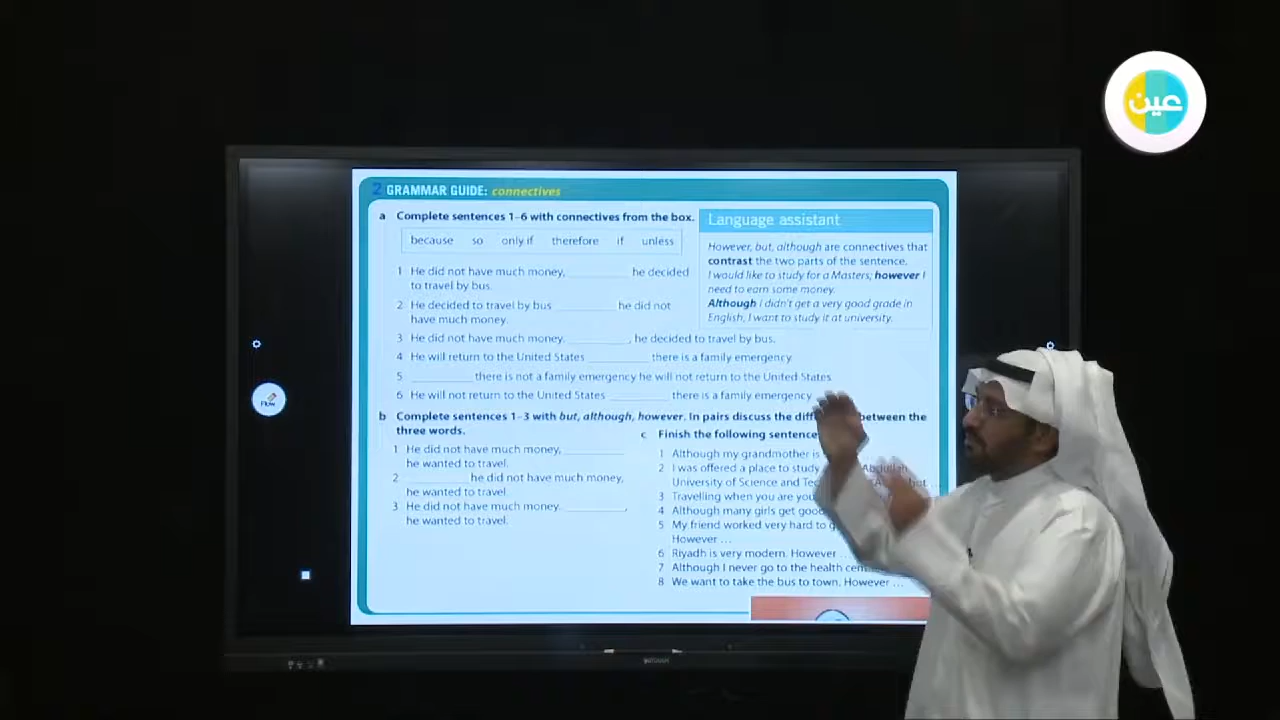 عين
2 GRAMMAR GUIDE: connectives
a Complete sentences 1–6 with connectives from the box.
because so only if therefore if unless
1 He did not have much money, ________ he decided
to travel by bus.
2 He decided to travel by bus ________ he did not
have much money.
3 He did not have much money. ________, he decided to travel by bus.
4 He will return to the United States ________ there is a family emergency.
5 ________ there is not a family emergency he will not return to the United States.
6 He will not return to the United States ________ there is a family emergency.
Language assistant
However, but, although are connectives that
contrast the two parts of the sentence.
I would like to study for a Masters; however I
need to earn some money.
Although I didn't get a very good grade in
English, I want to study it at university.
b Complete sentences 1–3 with but, although, however. In pairs discuss the between the
three words.
1 He did not have much money, ________
he wanted to travel.
2 ________ he did not have much money,
he wanted to travel.
3 He did not have much money. ________,
he wanted to travel.
c Finish the following
1 Although my grandmother is
2 I was offered a place to study Abdullah
University of Science and but ...
3 Travelling when you are
4 Although many girls get
5 My friend worked very hard to
However ...
6 Riyadh is very modern. However ...
7 Although I never go to the health
8 We want to take the bus to town. However ...
Flow